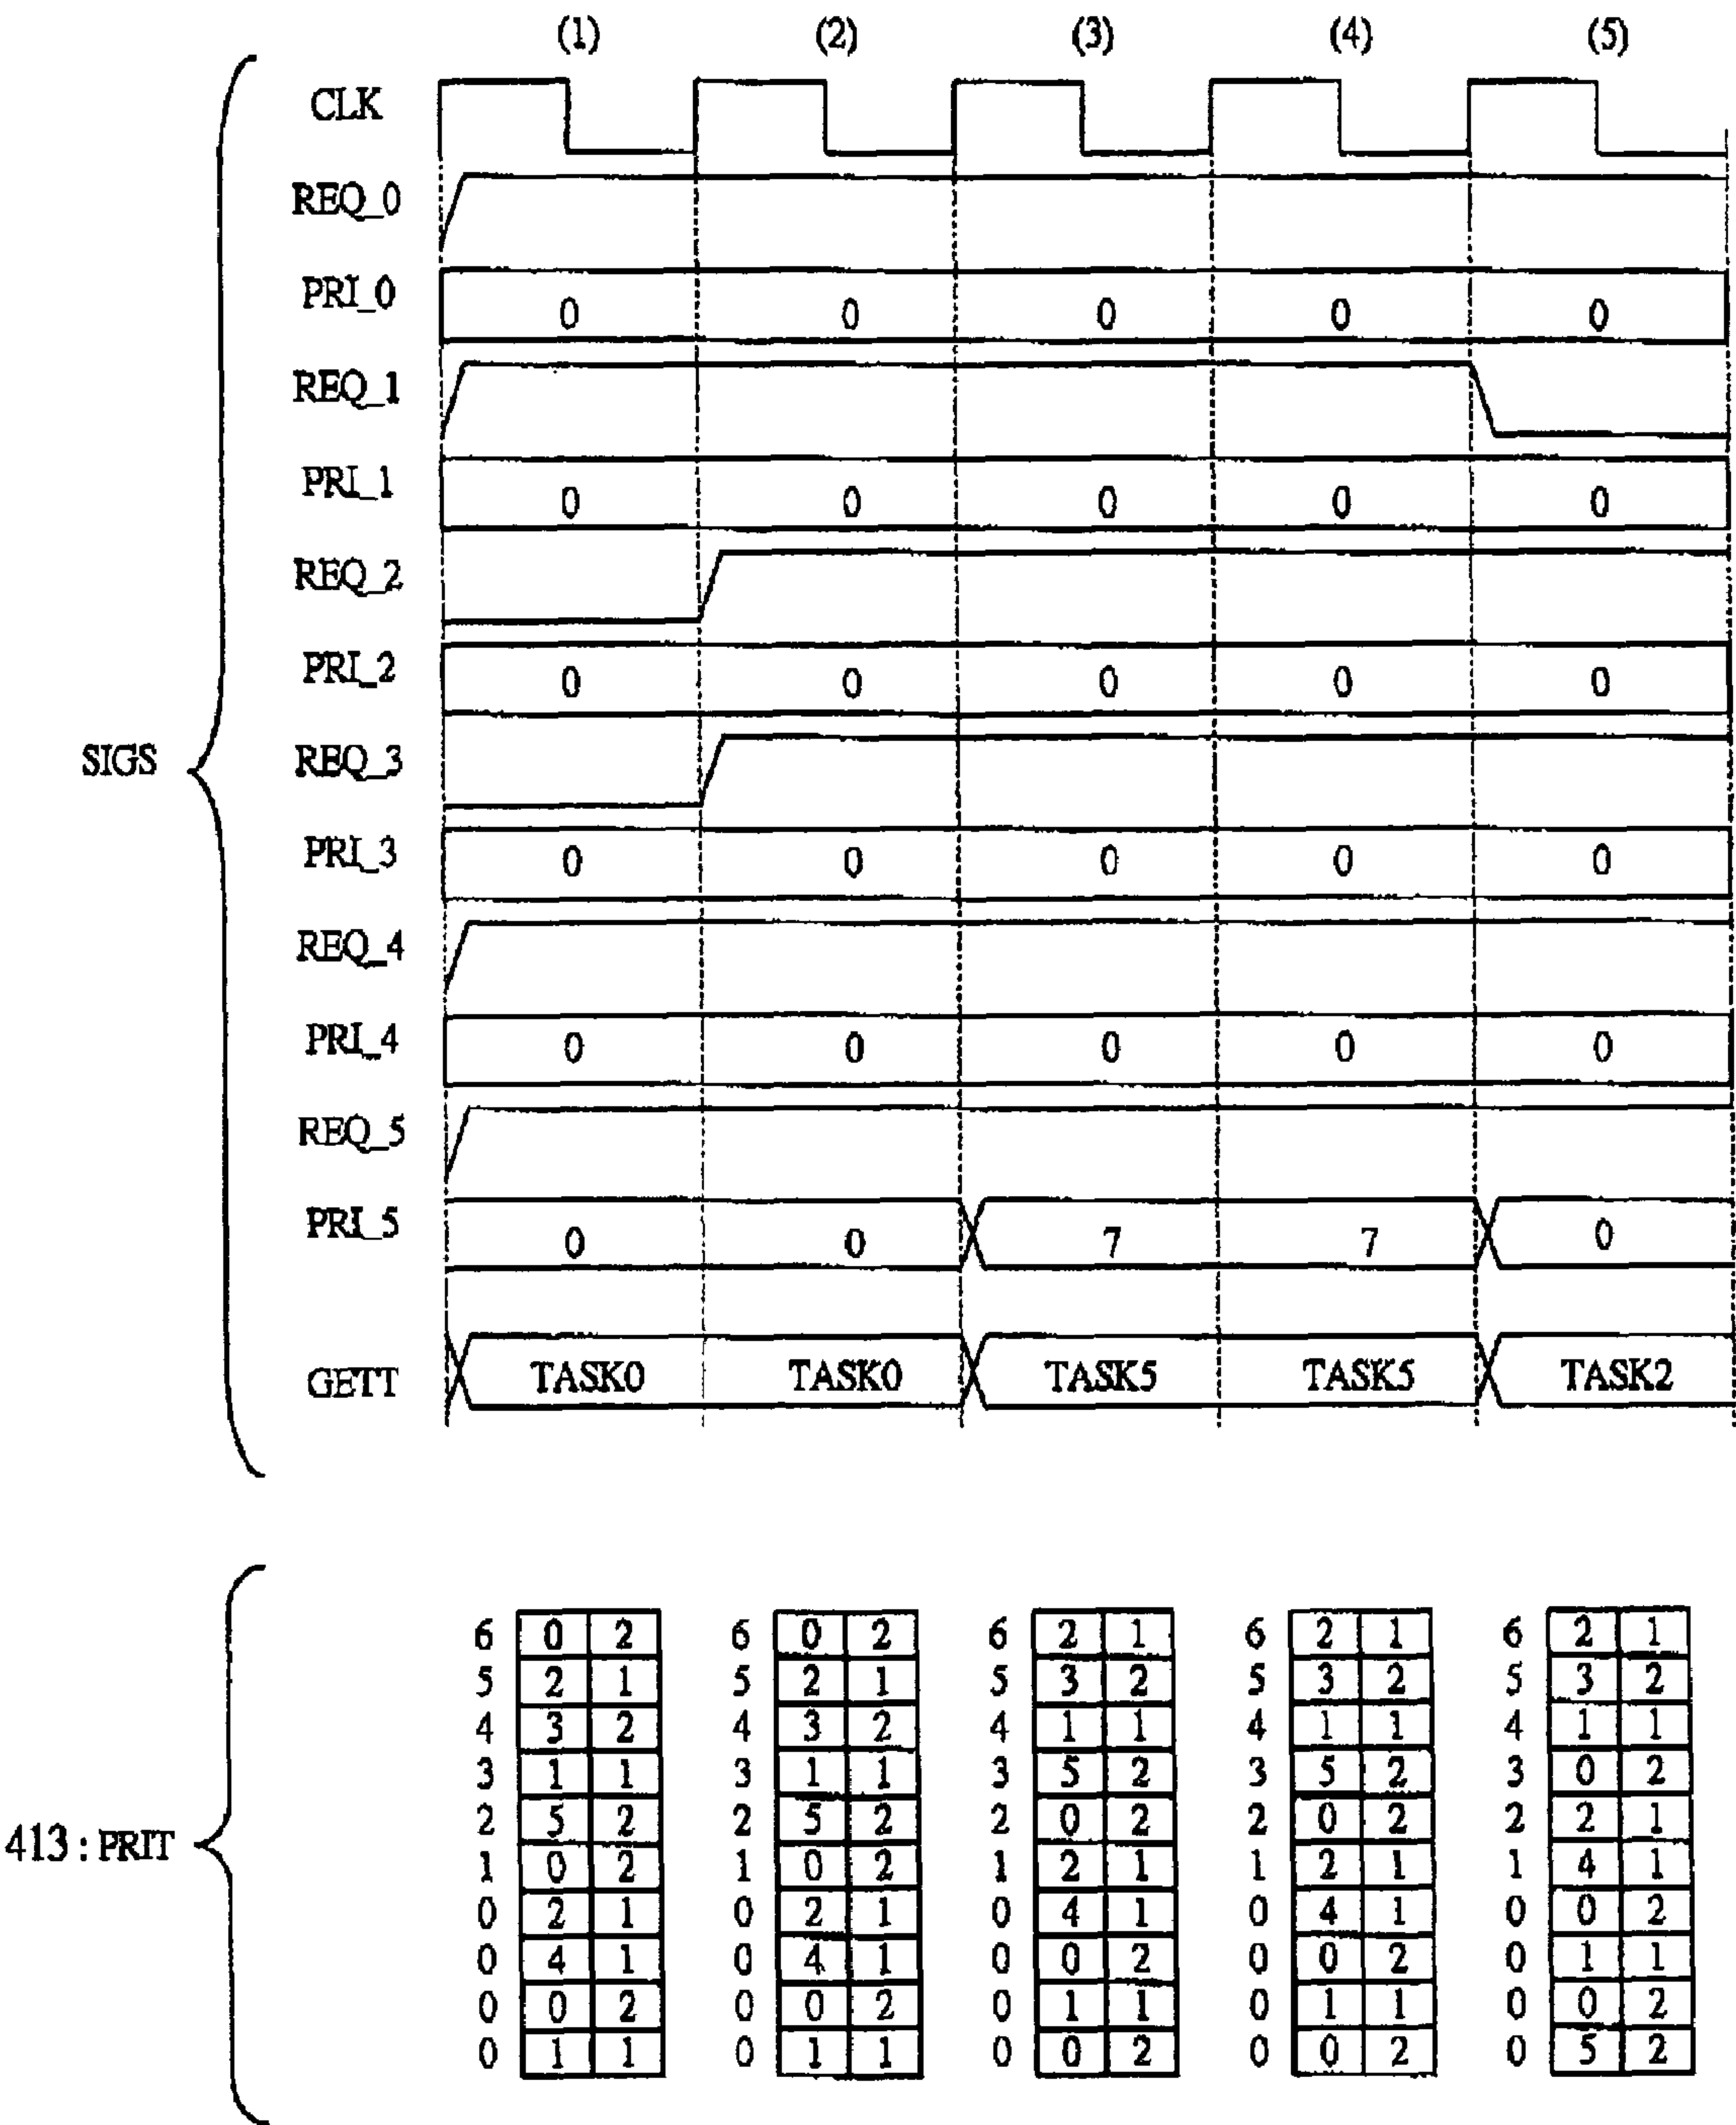 (1) (2) (3) (4) (5)
CLK
REQ_0
PRI_0 0 0 0 0 0
REQ_1
PRI_1 0 0 0 0 0
REQ_2
PRI_2 0 0 0 0 0
SIGS
REQ_3
PRI_3 0 0 0 0 0
REQ_4
PRI_4 0 0 0 0 0
REQ_5
PRI_5 0 0 7 7 0
GETT TASK0 TASK0 TASK5 TASK5 TASK2
413 : PRIT
6 0 2 6 0 2 6 2 1 6 2 1 6 2 1
5 2 1 5 2 1 5 3 2 5 3 2 5 3 2
4 3 2 4 3 2 4 1 1 4 1 1 4 1 1
3 1 1 3 1 1 3 5 2 3 5 2 3 0 2
2 5 2 2 5 2 2 0 2 2 0 2 2 2 1
1 0 2 1 0 2 1 2 1 1 2 1 1 4 1
0 2 1 0 2 1 0 4 1 0 4 1 0 0 2
0 4 1 0 4 1 0 0 2 0 0 2 0 1 1
0 0 2 0 0 2 0 1 1 0 1 1 0 0 2
0 1 1 0 1 1 0 0 2 0 0 2 0 5 2